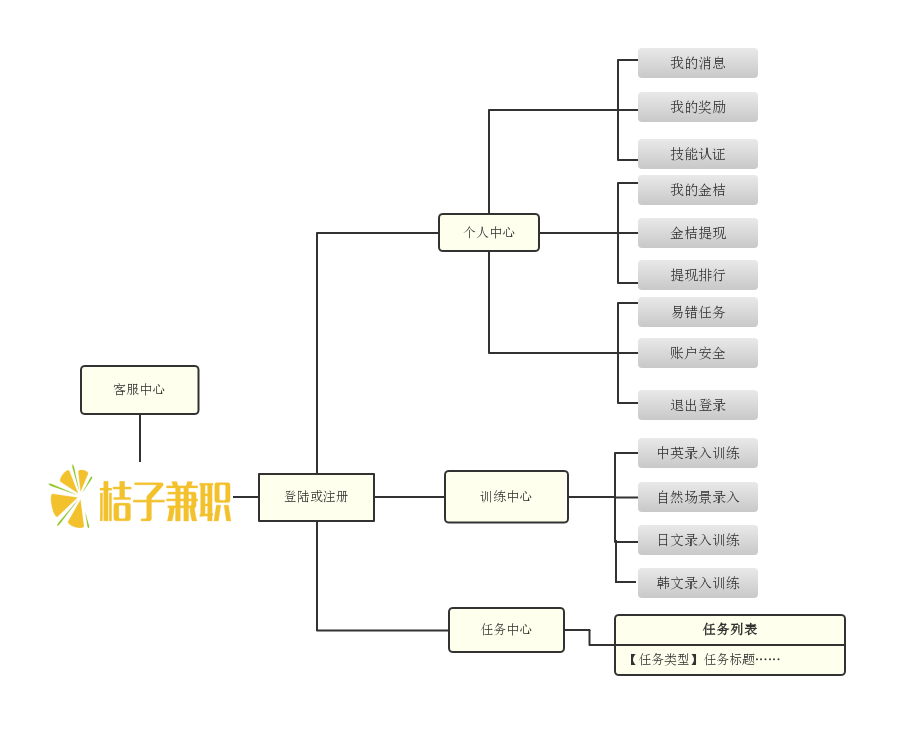 我的消息
我的奖励
技能认证
我的金桔
个人中心
金桔提现
提现排行
易错任务
账户安全
客服中心
退出登录
中英录入训练
桔子兼职
登陆或注册
训练中心
自然场景录入
日文录入训练
韩文录入训练
任务中心
任务列表
【任务类型】任务标题……